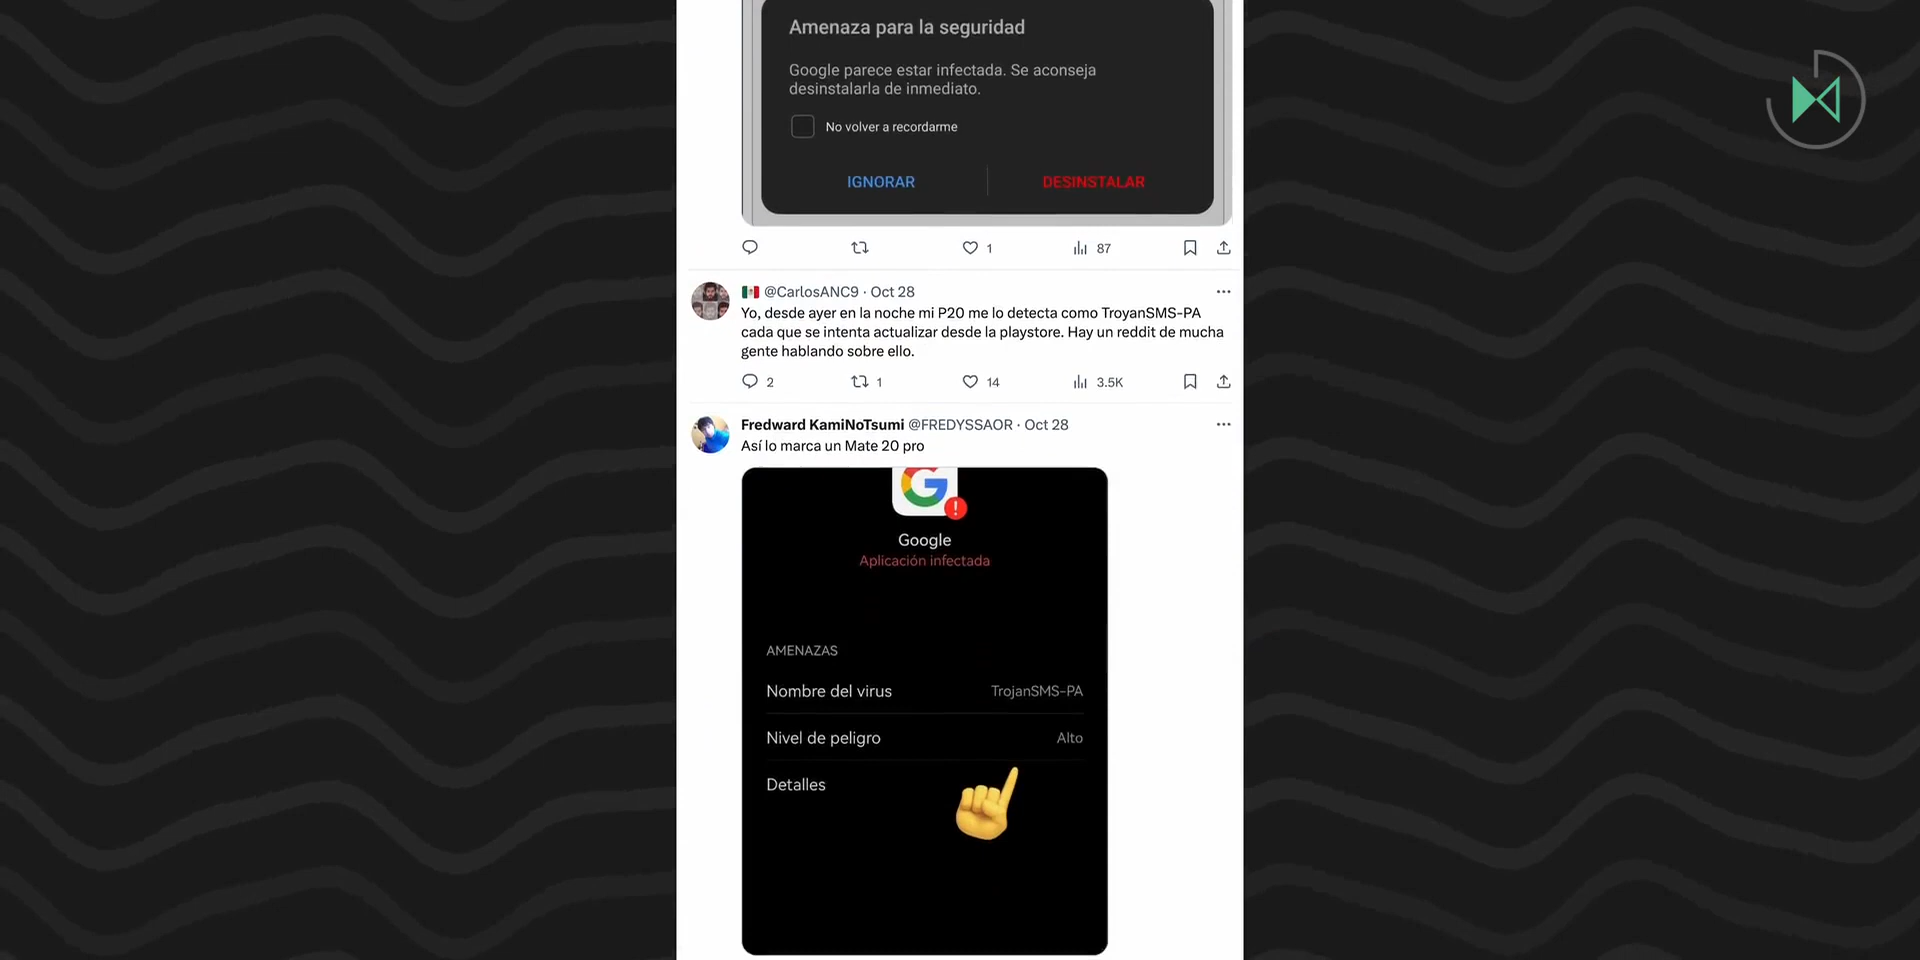 Amenaza para la seguridad
Google parece estar infectada. Se aconseja
desinstalarla de inmediato.
No volver a recordarme
IGNORAR
DESINSTALAR
1
87
@CarlosANC9 · Oct 28
Yo, desde ayer en la noche mi P20 me lo detecta como TroyanSMS-PA
cada que se intenta actualizar desde la playstore. Hay un reddit de mucha
gente hablando sobre ello.
2
1
14
3.5K
Fredward KamiNoTsumi @FREDYSSAOR · Oct 28
Así lo marca un Mate 20 pro
Google
Aplicación infectada
AMENAZAS
Nombre del virus
TrojanSMS-PA
Nivel de peligro
Alto
Detalles